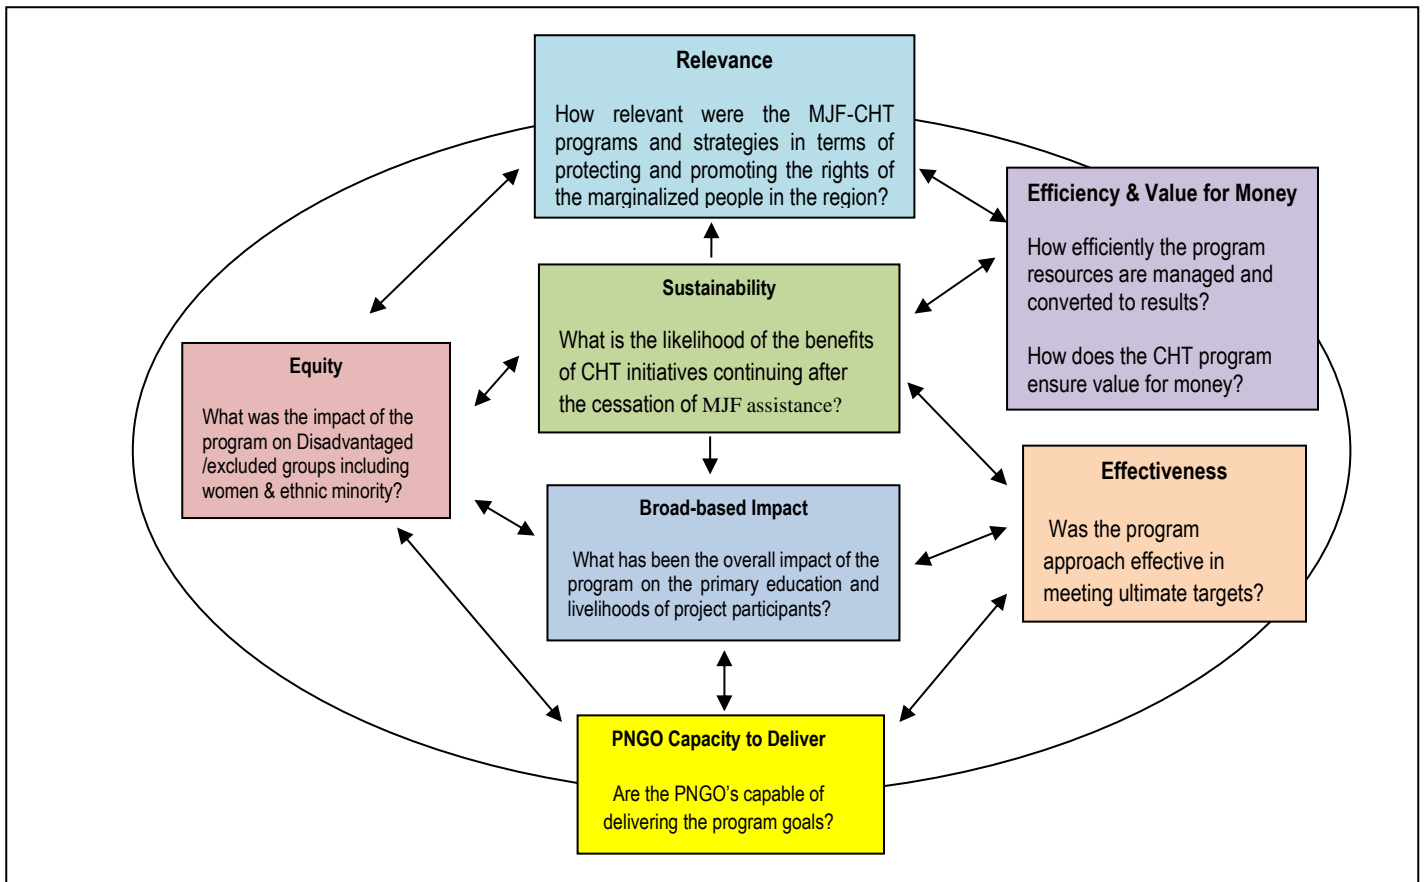 Relevance
How relevant were the MJF-CHT
programs and strategies in terms of
protecting and promoting the rights of
the marginalized people in the region?
Efficiency & Value for Money
How efficiently the program
resources are managed and
converted to results?
How does the CHT program
ensure value for money?
Sustainability
What is the likelihood of the benefits
of CHT initiatives continuing after
the cessation of MJF assistance?
Equity
What was the impact of the
program on Disadvantaged
/excluded groups including
women & ethnic minority?
Effectiveness
Was the program
approach effective in
meeting ultimate targets?
Broad-based Impact
What has been the overall impact of the
program on the primary education and
livelihoods of project participants?
PNGO Capacity to Deliver
Are the PNGO's capable of
delivering the program goals?